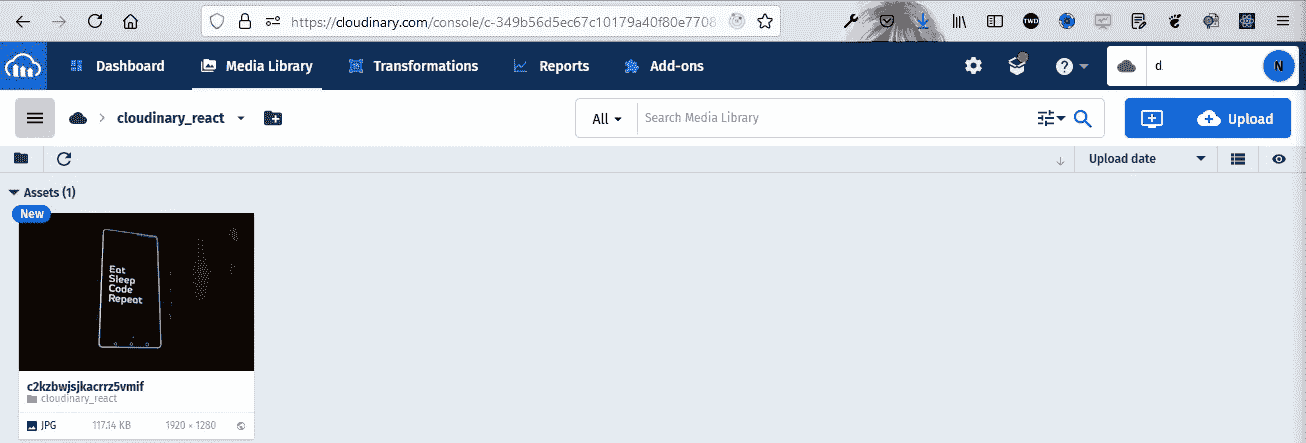 https://cloudinary.com/console/c-349b56d5ec67c10179a40f80e7708
TWD
Dashboard
Media Library
Transformations
Reports
Add-ons
d
N
cloudinary_react
All
Search Media Library
Upload
Upload date
Assets (1)
New
Eat
Sleep
Code
Repeat
c2kzbwjsjkacrrz5vmif
cloudinary_react
JPG
117.14 KB
1920 × 1280